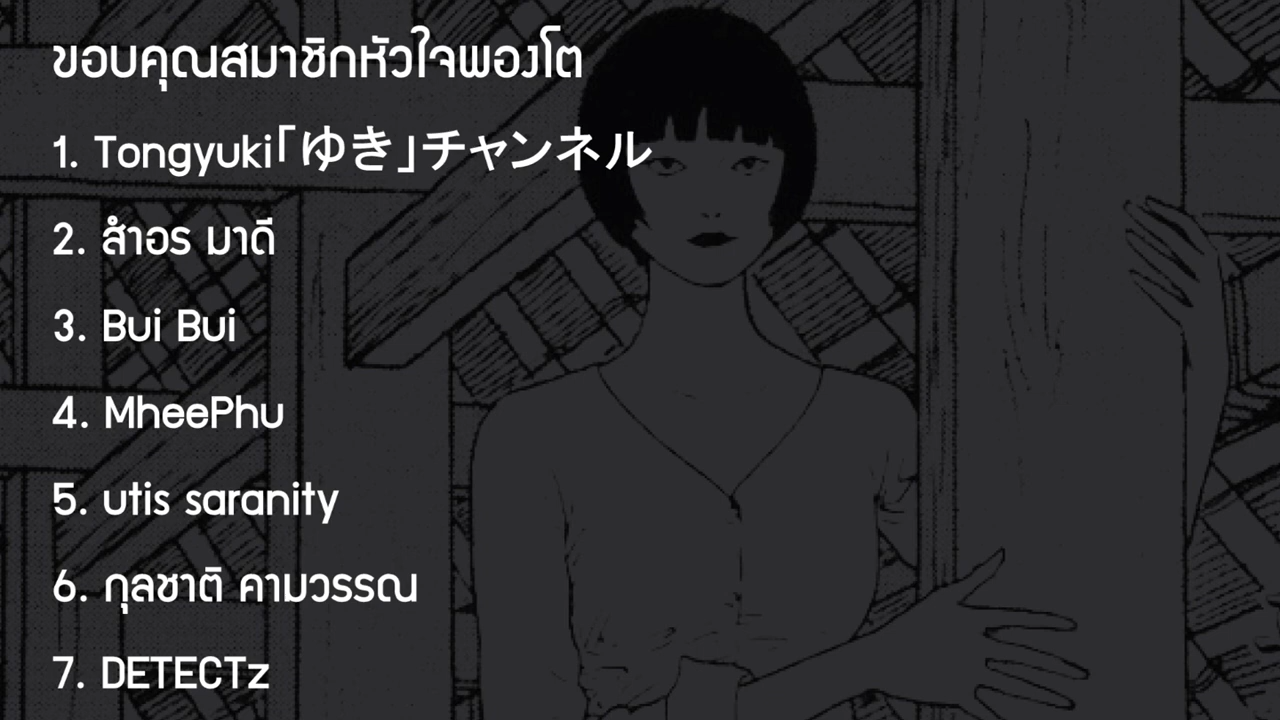 ขอบคุณสมาชิกหัวใจพองโต
1. Tongyuki「ゆき」チャンネル
2. สำอร มาดี
3. Bui Bui
4. MheePhu
5. utis saranity
6. กุลชาติ คามวรรณ
7. DETECTz